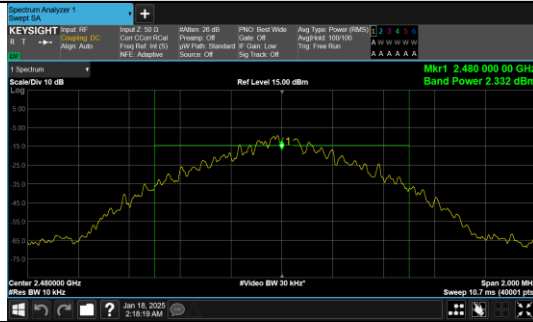 Spectrum Analyzer 1
Swept SA
KEYSIGHT
R T
LXI
Input: RF
Coupling: DC
Align: Auto
Input Z: 50 Ω
Corr CCorr RCal
Freq Ref: Int (S)
NFE: Adaptive
#Atten: 26 dB
Preamp: Off
µW Path: Standard
Source: Off
PNO: Best Wide
Gate: Off
IF Gain: Low
Sig Track: Off
Avg Type: Power (RMS)
Avg|Hold: 100/100
Trig: Free Run
1 2 3 4 5 6
A W W W W W
A A A A A A
1 Spectrum
Scale/Div 10 dB
Ref Level 15.00 dBm
Mkr1 2.480 000 00 GHz
Band Power 2.332 dBm
Log
5.00
-5.00
-15.0
-25.0
-35.0
-45.0
-55.0
-65.0
-75.0
1
Center 2.480000 GHz
#Video BW 30 kHz*
Span 2.000 MHz
#Res BW 10 kHz
Sweep 10.7 ms (40001 pts)
?
Jan 18, 2025
2:18:19 AM